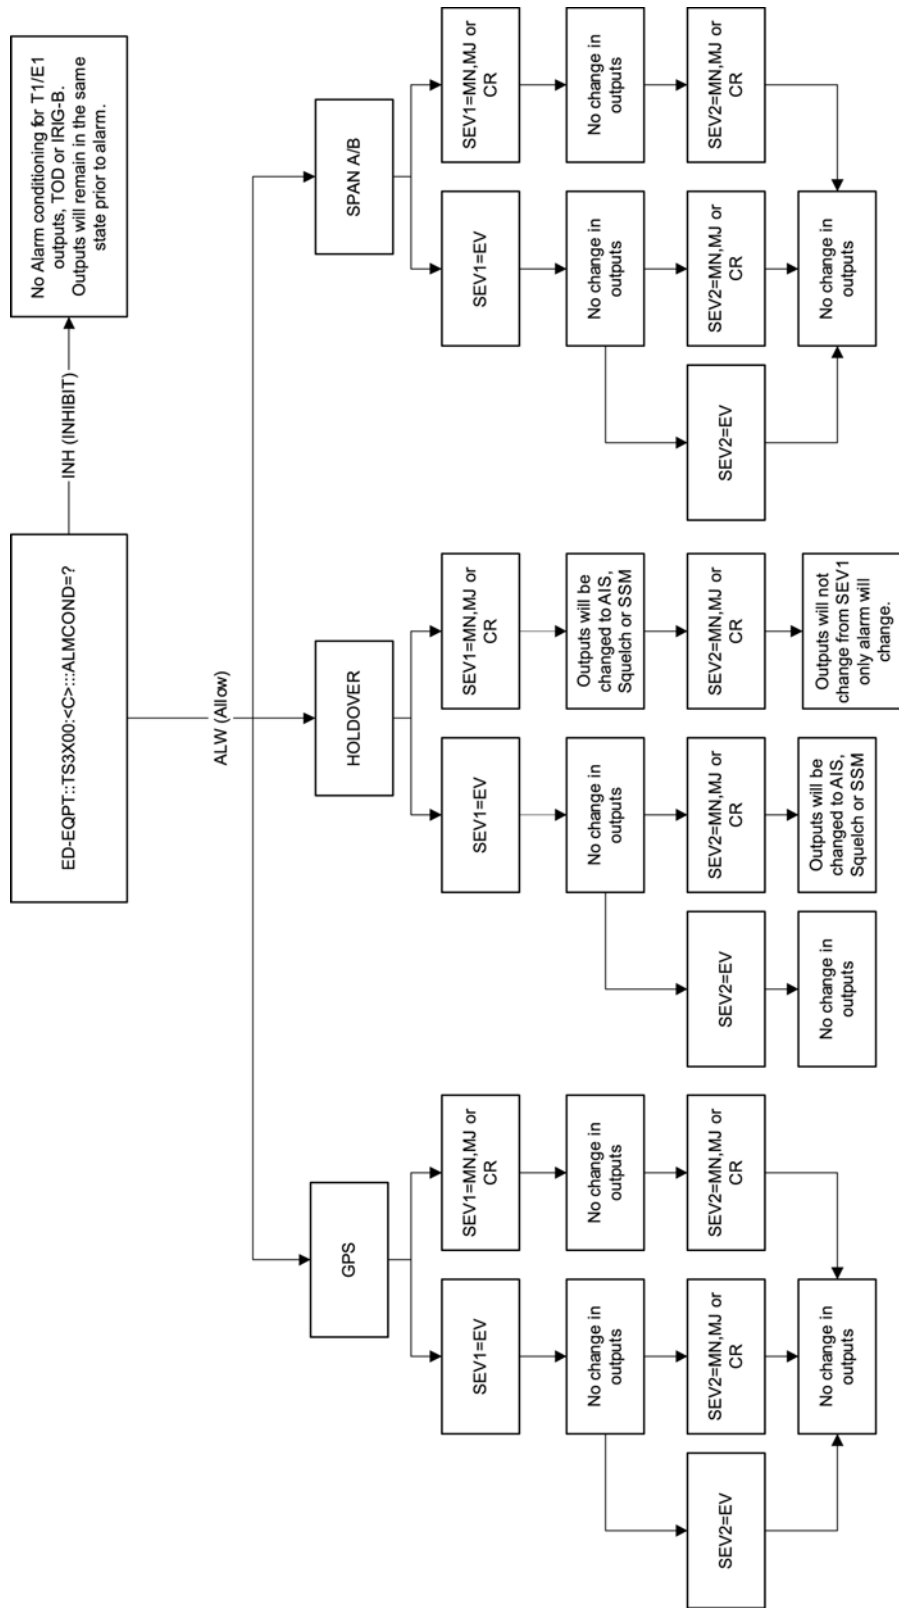 ED-EQPT::TS3X00:<C>:::ALMCOND=?
INH (INHIBIT)
No Alarm conditioning for T1/E1
outputs, TOD or IRIG-B.
Outputs will remain in the same
state prior to alarm.
ALW (Allow)
GPS
SEV1=EV
No change in
outputs
SEV2=EV
SEV2=MN,MJ or
CR
SEV1=MN,MJ or
CR
No change in
outputs
SEV2=MN,MJ or
CR
No change in
outputs
HOLDOVER
SEV1=EV
No change in
outputs
SEV2=EV
No change in
outputs
SEV2=MN,MJ or
CR
Outputs will be
changed to AIS,
Squelch or SSM
SEV1=MN,MJ or
CR
Outputs will be
changed to AIS,
Squelch or SSM
SEV2=MN,MJ or
CR
Outputs will not
change from SEV1
only alarm will
change.
SPAN A/B
SEV1=EV
No change in
outputs
SEV2=EV
SEV2=MN,MJ or
CR
SEV1=MN,MJ or
CR
No change in
outputs
SEV2=MN,MJ or
CR
No change in
outputs